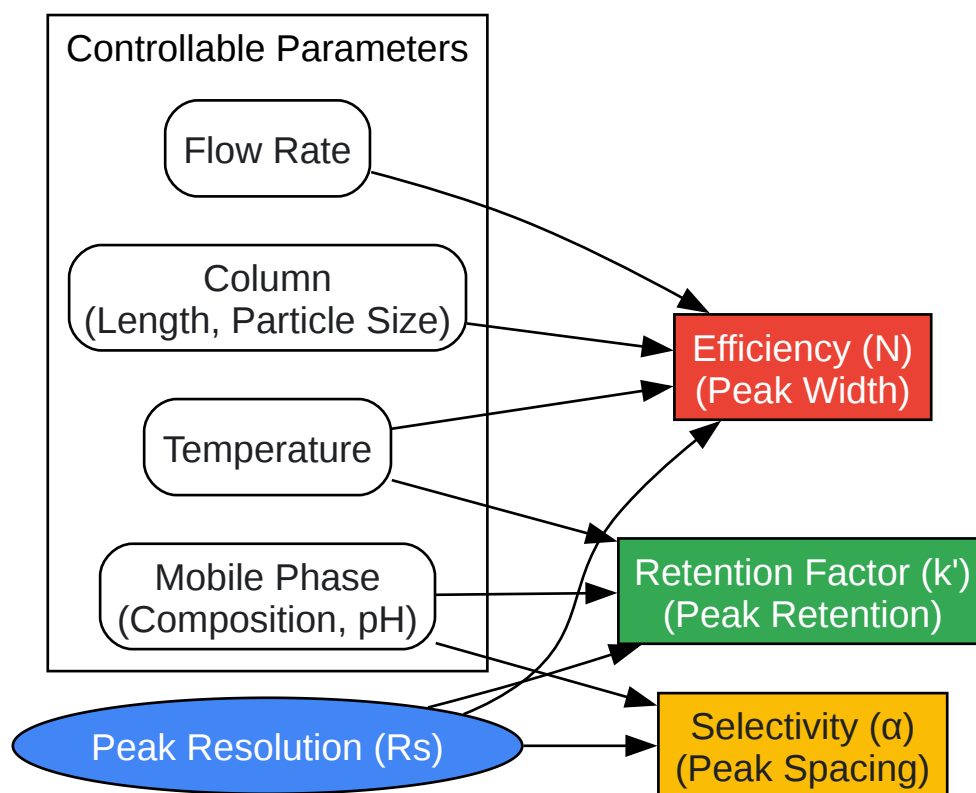 Controllable Parameters
Flow Rate
Column
(Length, Particle Size)
Temperature
Mobile Phase
(Composition, pH)
Peak Resolution (Rs)
Efficiency (N)
(Peak Width)
Retention Factor (k')
(Peak Retention)
Selectivity (α)
(Peak Spacing)